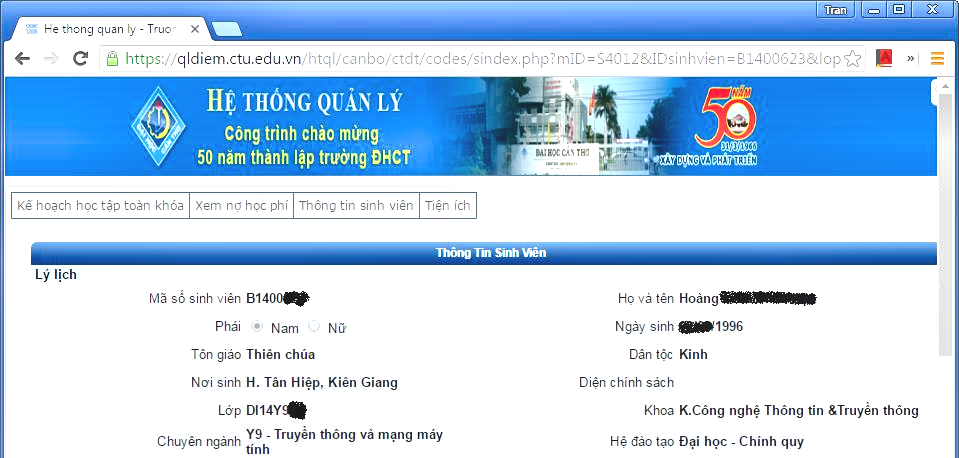 Tran
He thong quan ly - Truon
https://qldiem.ctu.edu.vn/htql/canbo/ctdt/codes/sindex.php?mID=S4012&IDsinhvien=B1400623&lop
HỆ THỐNG QUẢN LÝ
Công trình chào mừng
50 năm thành lập trường ĐHCT
ĐẠI HỌC CẦN THƠ
50 NĂM
31/3/1966
XÂY DỰNG VÀ PHÁT TRIỂN
Kế hoạch học tập toàn khóa Xem nợ học phí Thông tin sinh viên Tiện ích
Thông Tin Sinh Viên
Lý lịch
Mã số sinh viên B1400 Họ và tên Hoàng
Phái Nam Nữ Ngày sinh /1996
Tôn giáo Thiên chúa Dân tộc Kinh
Nơi sinh H. Tân Hiệp, Kiên Giang Diện chính sách
Lớp DI14Y9 Khoa K.Công nghệ Thông tin &Truyền thông
Chuyên ngành Y9 - Truyền thông và mạng máy tính Hệ đào tạo Đại học - Chính quy